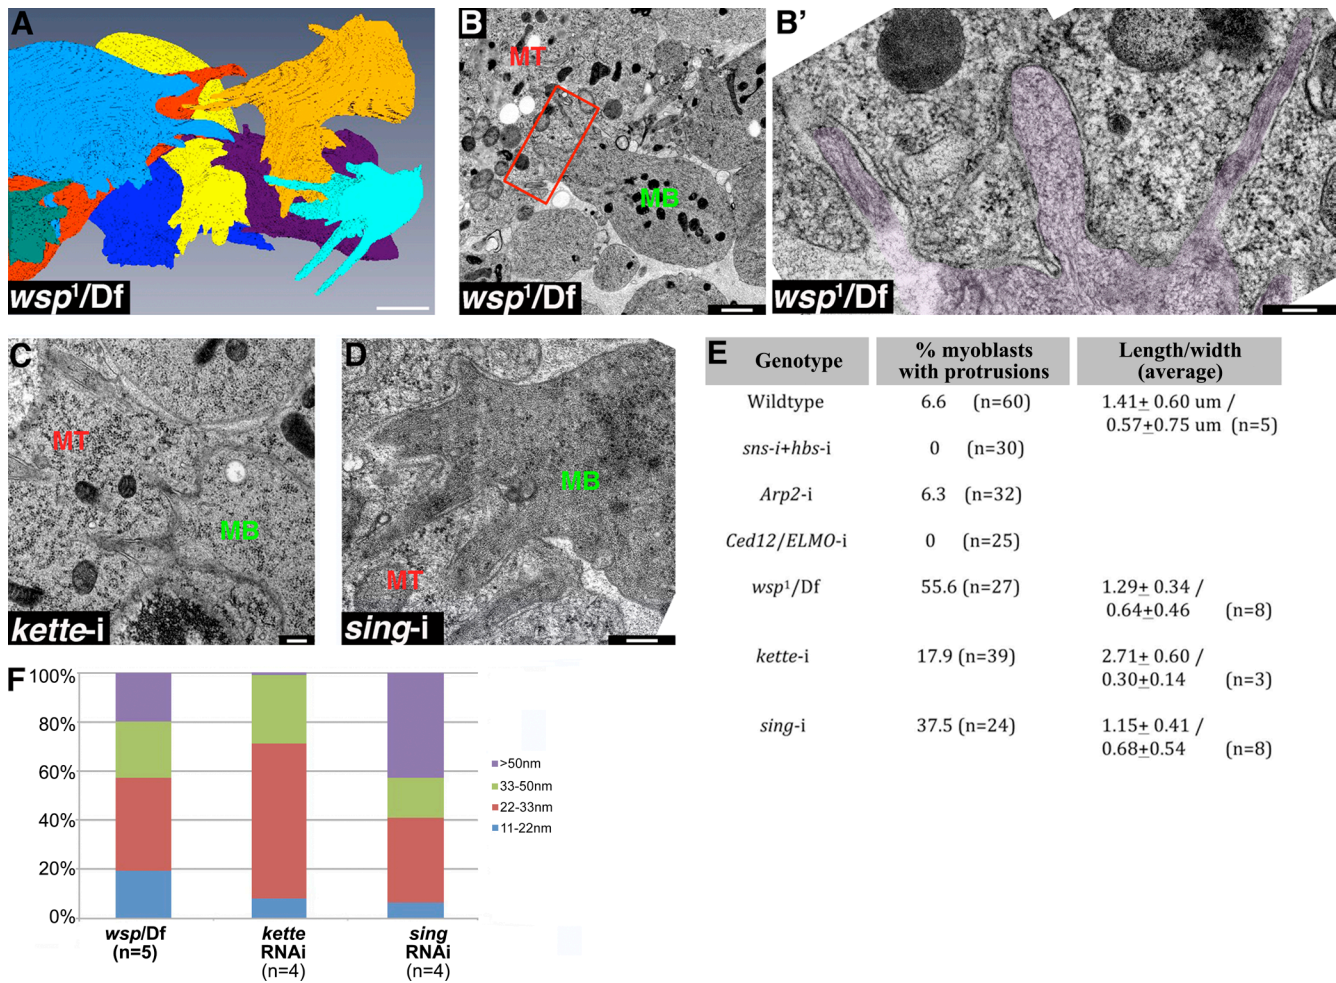 A
wsp¹/Df
B
MT
MB
wsp¹/Df
B’
wsp¹/Df
C
MT
MB
kette-i
D
MB
MT
sing-i
E
Genotype
% myoblasts
with protrusions
Length/width
(average)
Wildtype 6.6 (n=60) 1.41+ 0.60 um /
0.57+0.75 um (n=5)
sns-i+hbs-i 0 (n=30)
Arp2-i 6.3 (n=32)
Ced12/ELMO-i 0 (n=25)
wsp¹/Df 55.6 (n=27) 1.29+ 0.34 /
0.64+0.46 (n=8)
kette-i 17.9 (n=39) 2.71+ 0.60 /
0.30+0.14 (n=3)
sing-i 37.5 (n=24) 1.15+ 0.41 /
0.68+0.54 (n=8)
F
100%
80%
60%
40%
20%
0%
>50nm
33-50nm
22-33nm
11-22nm
wsp/Df
(n=5)
kette
RNAi
(n=4)
sing
RNAi
(n=4)